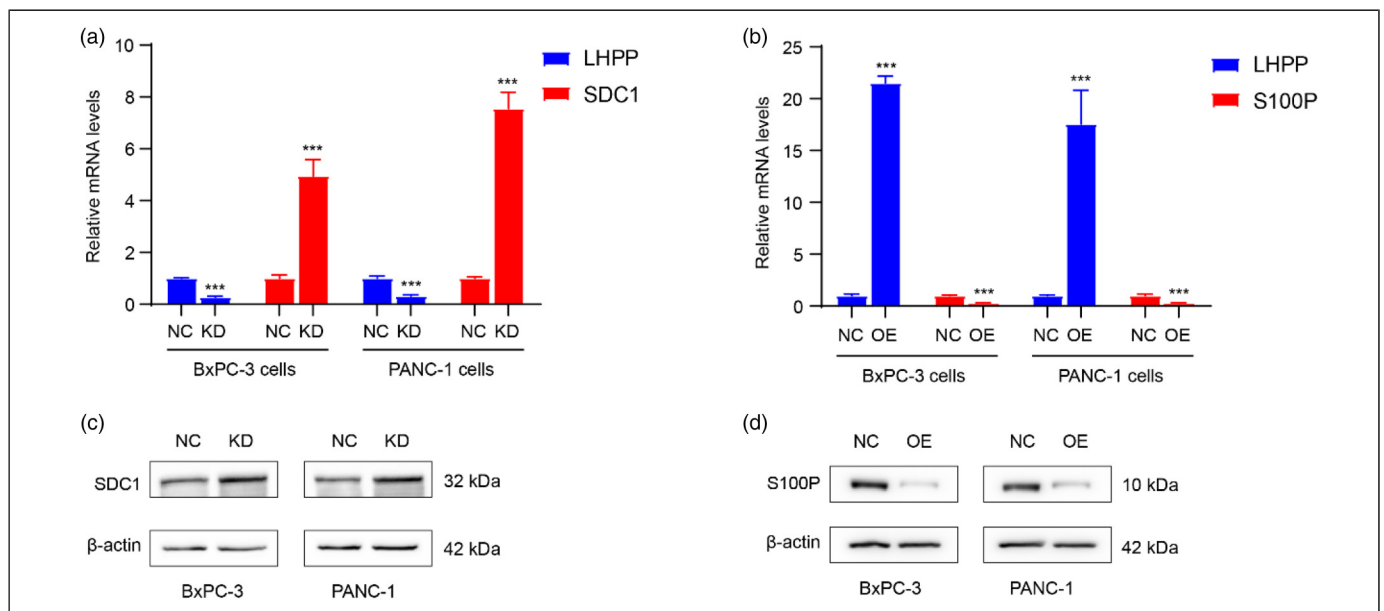 (a)
10
8
6
4
2
0
Relative mRNA levels
LHPP
SDC1
***
***
***
***
NC KD NC KD NC KD NC KD
BxPC-3 cells PANC-1 cells
(b)
25
20
15
10
5
0
Relative mRNA levels
LHPP
S100P
***
***
***
***
NC OE NC OE NC OE NC OE
BxPC-3 cells PANC-1 cells
(c)
NC KD NC KD
SDC1 32 kDa
β-actin 42 kDa
BxPC-3 PANC-1
(d)
NC OE NC OE
S100P 10 kDa
β-actin 42 kDa
BxPC-3 PANC-1